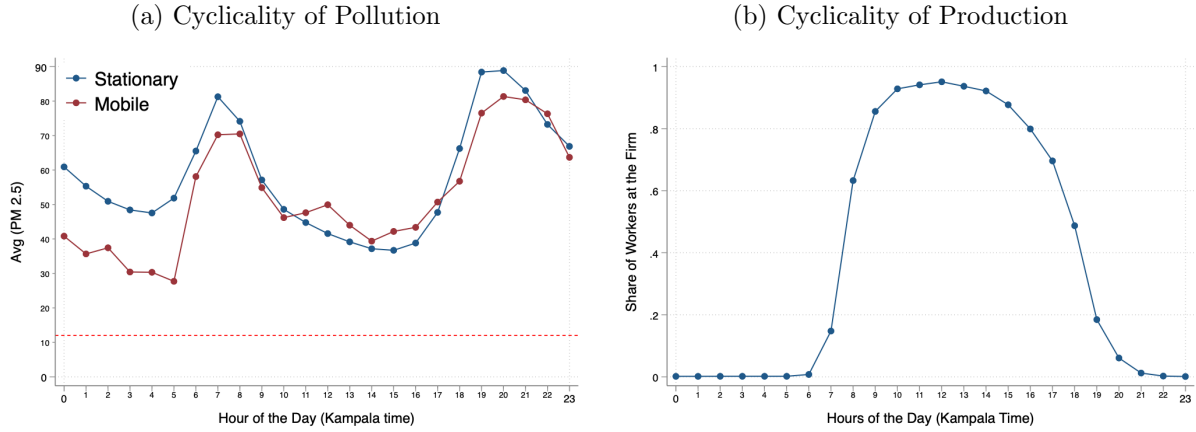 (a) Cyclicality of Pollution
90
80
70
60
50
40
30
20
10
0
Avg (PM 2.5)
Stationary
Mobile
0 1 2 3 4 5 6 7 8 9 10 11 12 13 14 15 16 17 18 19 20 21 22 23
Hour of the Day (Kampala time)
(b) Cyclicality of Production
1
.8
.6
.4
.2
0
Share of Workers at the Firm
0 1 2 3 4 5 6 7 8 9 10 11 12 13 14 15 16 17 18 19 20 21 22 23
Hours of the Day (Kampala Time)